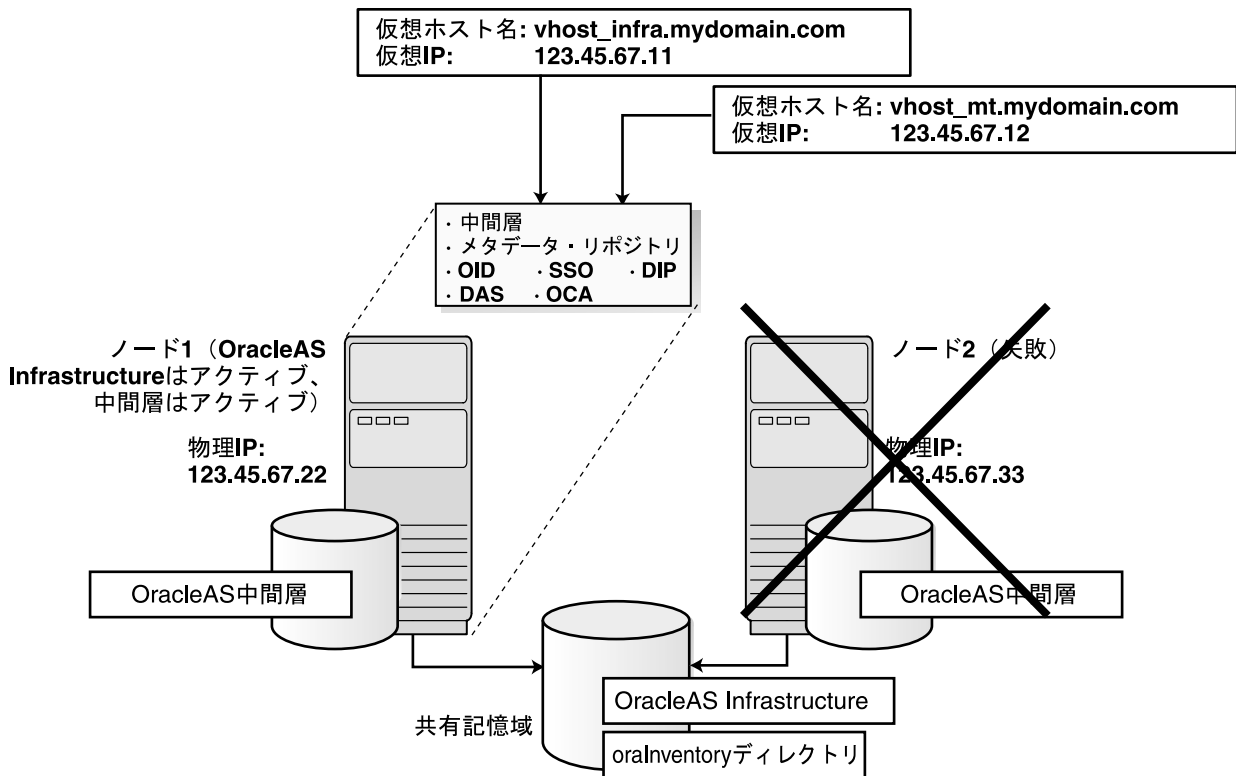 仮想ホスト名: vhost_infra.mydomain.com
仮想IP: 123.45.67.11
仮想ホスト名: vhost_mt.mydomain.com
仮想IP: 123.45.67.12
・中間層
・メタデータ・リポジトリ
・OID ・SSO ・DIP
・DAS ・OCA
ノード1（OracleAS
Infrastructureはアクティブ、
中間層はアクティブ）
物理IP:
123.45.67.22
OracleAS中間層
ノード2（失敗）
物理IP:
123.45.67.33
OracleAS中間層
共有記憶域
OracleAS Infrastructure
oraInventoryディレクトリ